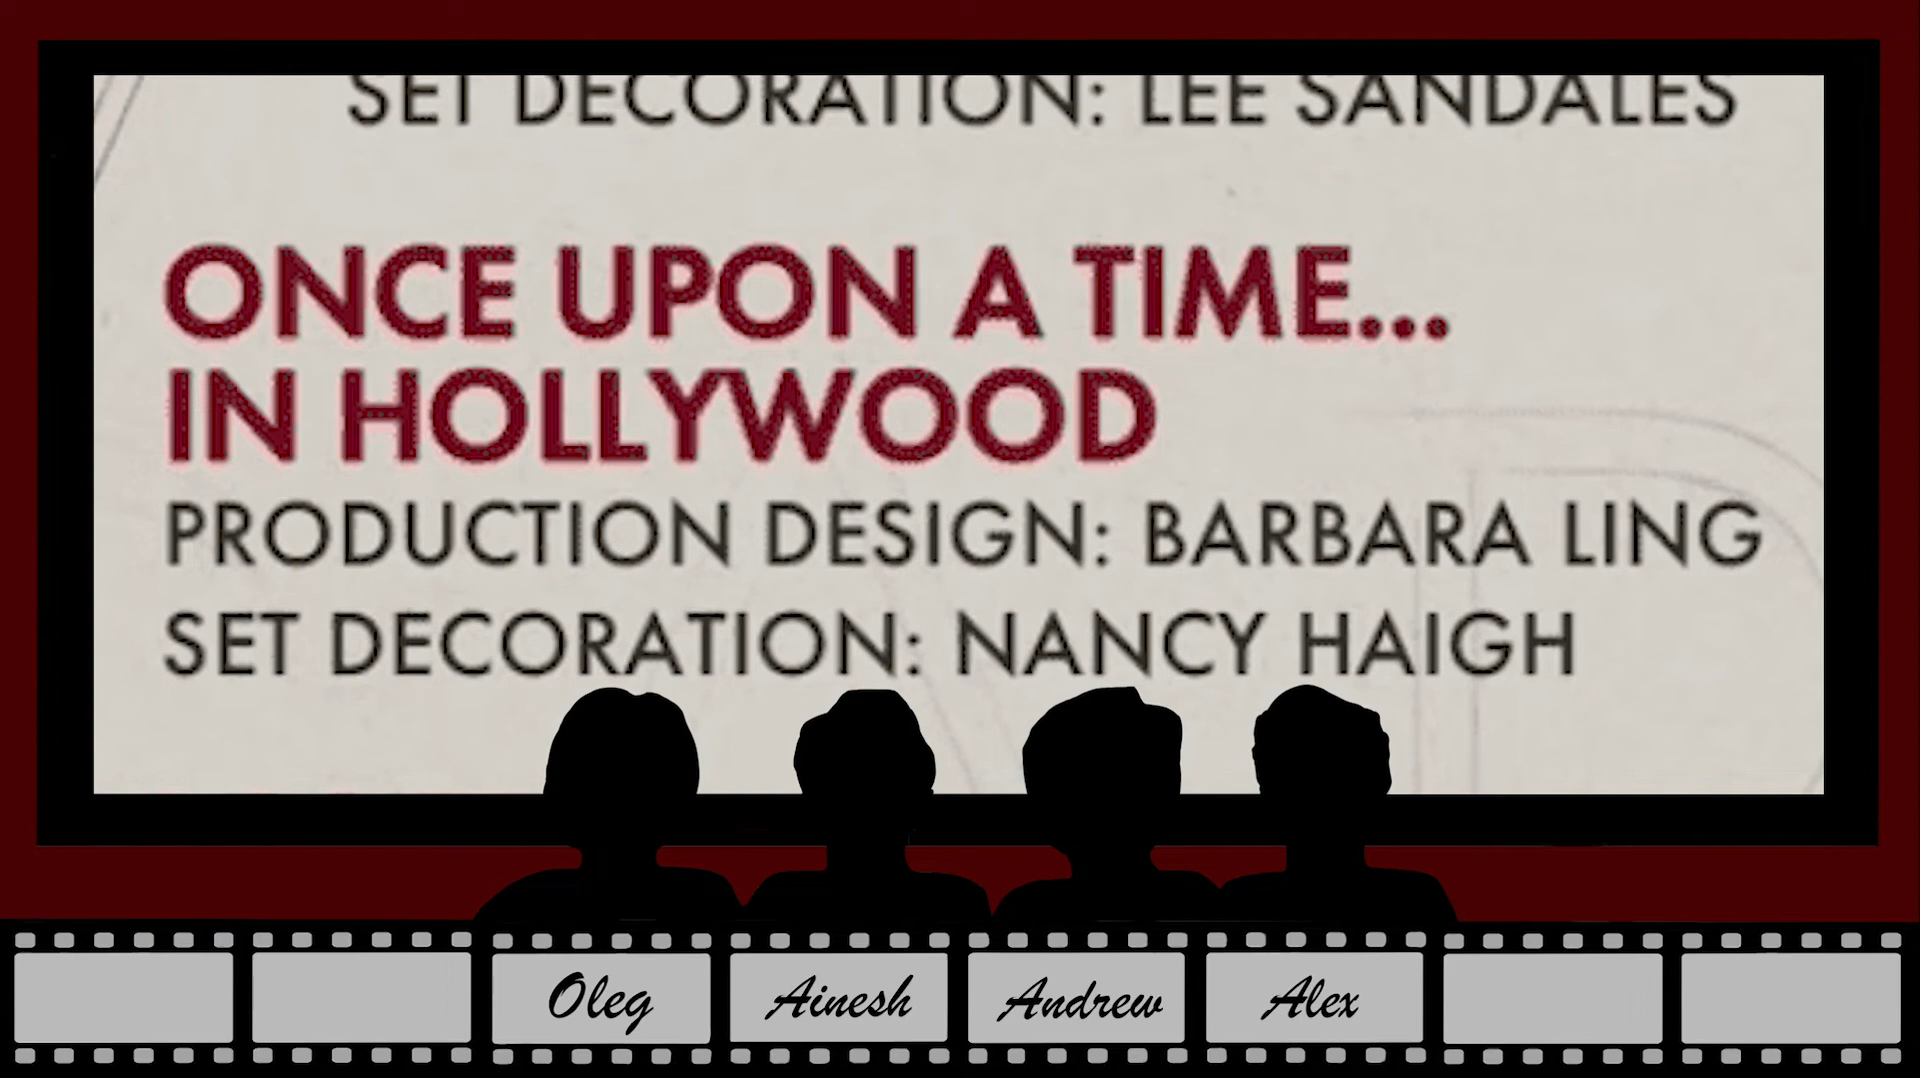 SET DECORATION: LEE SANDALES
ONCE UPON A TIME...
IN HOLLYWOOD
PRODUCTION DESIGN: BARBARA LING
SET DECORATION: NANCY HAIGH
Oleg
Ainesh
Andrew
Alex